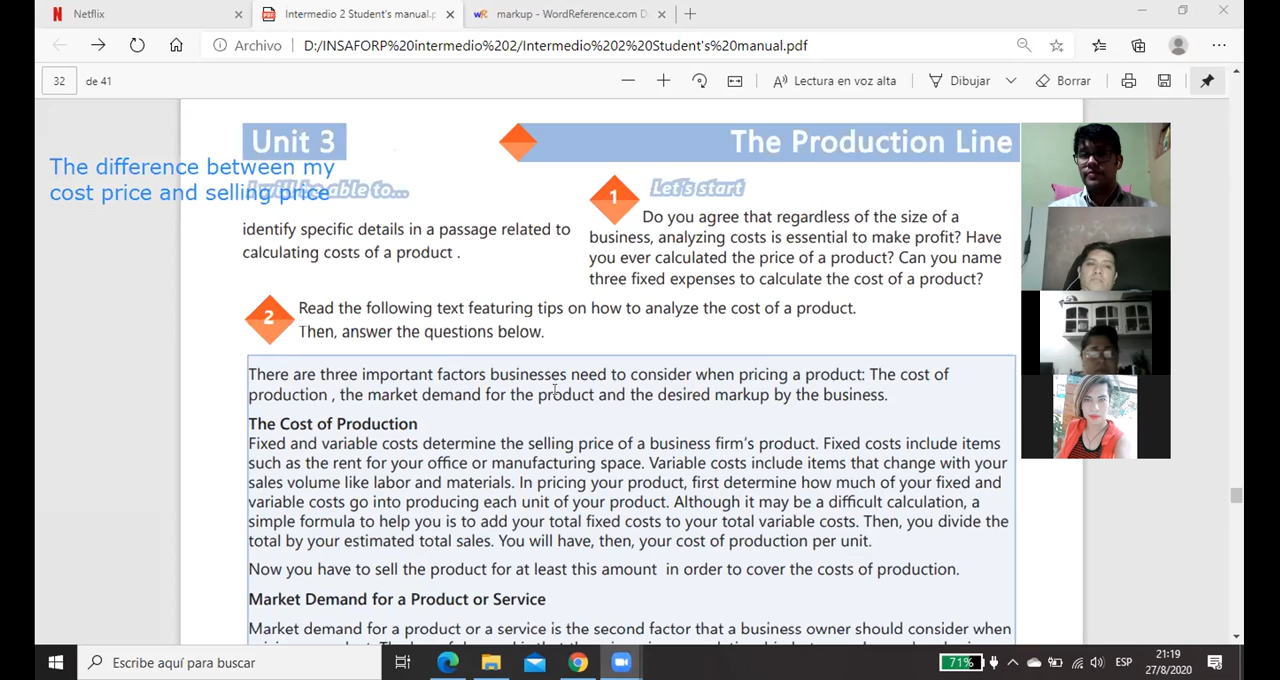 Netflix
Intermedio 2 Student's manual.p
markup - WordReference.com D
Archivo
D:/INSAFORP%20intermedio%202/Intermedio%202%20Student's%20manual.pdf
32
de 41
Lectura en voz alta
Dibujar
Borrar
Unit 3
The Production Line
The difference between my
cost price and selling price
I will be able to...
identify specific details in a passage related to
calculating costs of a product .
1
Let's start
Do you agree that regardless of the size of a
business, analyzing costs is essential to make profit? Have
you ever calculated the price of a product? Can you name
three fixed expenses to calculate the cost of a product?
2
Read the following text featuring tips on how to analyze the cost of a product.
Then, answer the questions below.
There are three important factors businesses need to consider when pricing a product: The cost of
production , the market demand for the product and the desired markup by the business.
The Cost of Production
Fixed and variable costs determine the selling price of a business firm's product. Fixed costs include items
such as the rent for your office or manufacturing space. Variable costs include items that change with your
sales volume like labor and materials. In pricing your product, first determine how much of your fixed and
variable costs go into producing each unit of your product. Although it may be a difficult calculation, a
simple formula to help you is to add your total fixed costs to your total variable costs. Then, you divide the
total by your estimated total sales. You will have, then, your cost of production per unit.
Now you have to sell the product for at least this amount in order to cover the costs of production.
Market Demand for a Product or Service
Market demand for a product or a service is the second factor that a business owner should consider when
Escribe aquí para buscar
71%
ESP
21:19
27/8/2020